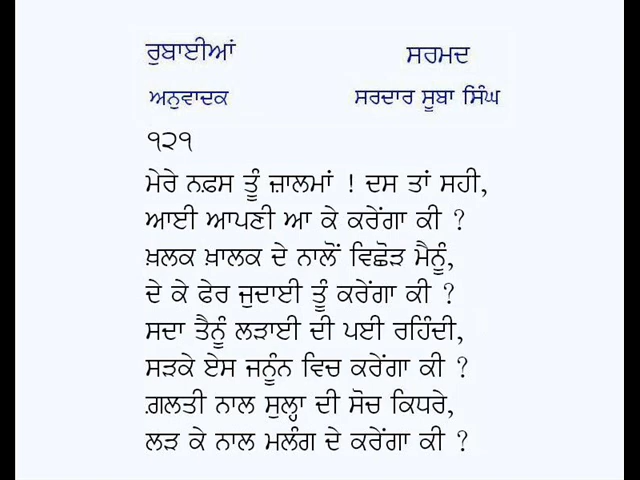 ਰੁਬਾਈਆਂ ਸਰਮਦ
ਅਨੁਵਾਦਕ ਸਰਦਾਰ ਸੂਬਾ ਸਿੰਘ
੧੨੧
ਮੇਰੇ ਨਫ਼ਸ ਤੂੰ ਜ਼ਾਲਮਾਂ ! ਦਸ ਤਾਂ ਸਹੀ,
ਆਈ ਆਪਣੀ ਆ ਕੇ ਕਰੇਂਗਾ ਕੀ ?
ਖ਼ਲਕ ਖ਼ਾਲਕ ਦੇ ਨਾਲੋਂ ਵਿਛੋੜ ਮੈਨੂੰ,
ਦੇ ਕੇ ਫੇਰ ਜੁਦਾਈ ਤੂੰ ਕਰੇਂਗਾ ਕੀ ?
ਸਦਾ ਤੈਨੂੰ ਲੜਾਈ ਦੀ ਪਈ ਰਹਿੰਦੀ,
ਸੜਕੇ ਏਸ ਜਨੂੰਨ ਵਿਚ ਕਰੇਂਗਾ ਕੀ ?
ਗ਼ਲਤੀ ਨਾਲ ਸੁਲ੍ਹਾ ਦੀ ਸੋਚ ਕਿਧਰੇ,
ਲੜ ਕੇ ਨਾਲ ਮਲੰਗ ਦੇ ਕਰੇਂਗਾ ਕੀ ?